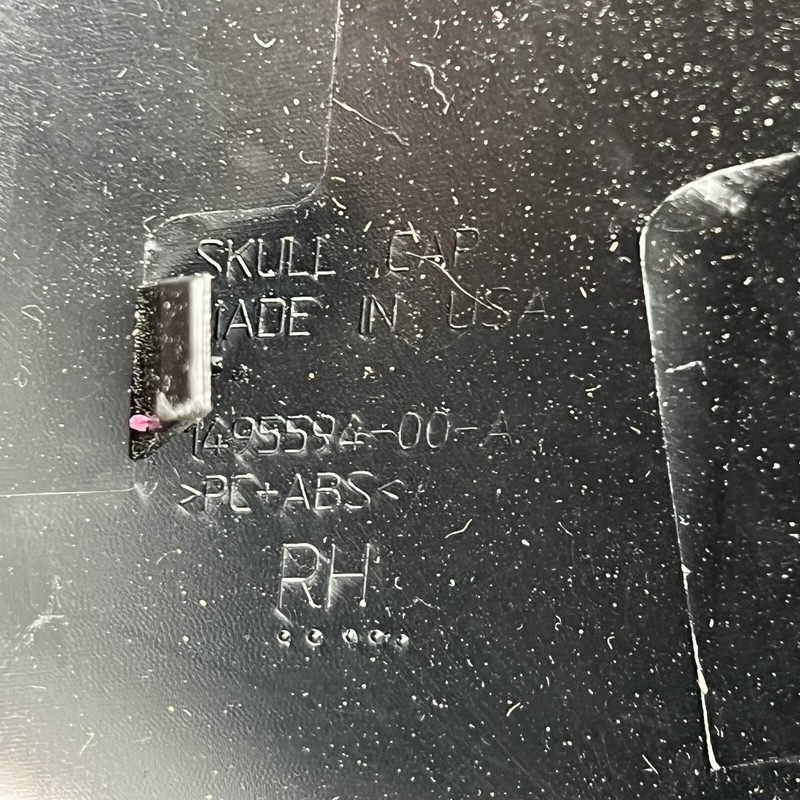 SKULL CAP
MADE IN USA
1495594-00-A
>PC+ABS<
RH